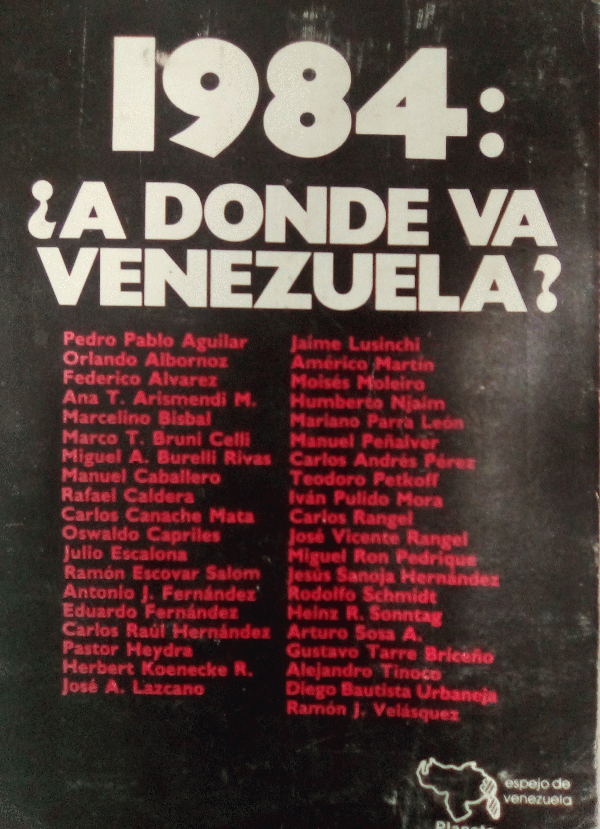 1984:
¿A DONDE VA
VENEZUELA?
Pedro Pablo Aguilar
Orlando Albornoz
Federico Alvarez
Ana T. Arismendi M.
Marcelino Bisbal
Marco T. Bruni Celli
Miguel A. Burelli Rivas
Manuel Caballero
Rafael Caldera
Carlos Canache Mata
Oswaldo Capriles
Julio Escalona
Ramón Escovar Salom
Antonio J. Fernández
Eduardo Fernández
Carlos Raúl Hernández
Pastor Heydra
Herbert Koenecke R.
José A. Lazcano
Jaime Lusinchi
Américo Martín
Moisés Moleiro
Humberto Njaim
Mariano Parra León
Manuel Peñalver
Carlos Andrés Pérez
Teodoro Petkoff
Iván Pulido Mora
Carlos Rangel
José Vicente Rangel
Miguel Ron Pedrique
Jesús Sanoja Hernández
Rodolfo Schmidt
Heinz R. Sonntag
Arturo Sosa A.
Gustavo Tarre Briceño
Alejandro Tinoco
Diego Bautista Urbaneja
Ramón J. Velásquez
espejo de
venezuela